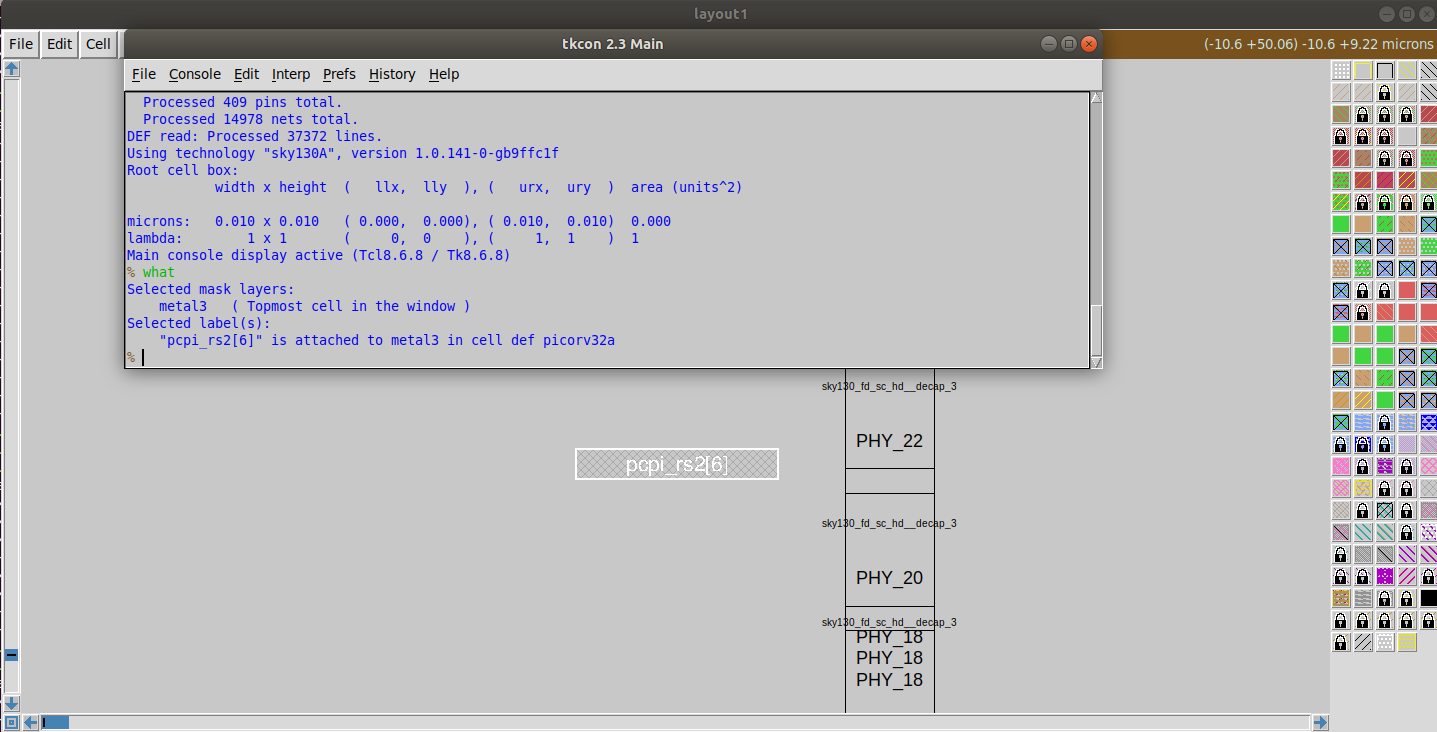 layout1
File Edit Cell
tkcon 2.3 Main
(-10.6 +50.06) -10.6 +9.22 microns
File Console Edit Interp Prefs History Help
Processed 409 pins total.
Processed 14978 nets total.
DEF read: Processed 37372 lines.
Using technology "sky130A", version 1.0.141-0-gb9ffc1f
Root cell box:
width x height ( llx, lly ), ( urx, ury ) area (units^2)
microns: 0.010 x 0.010 ( 0.000, 0.000), ( 0.010, 0.010) 0.000
lambda: 1 x 1 ( 0, 0 ), ( 1, 1 ) 1
Main console display active (Tcl8.6.8 / Tk8.6.8)
% what
Selected mask layers:
metal3 ( Topmost cell in the window )
Selected label(s):
"pcpi_rs2[6]" is attached to metal3 in cell def picorv32a
%
sky130_fd_sc_hd__decap_3
PHY_22
pcpi_rs2[6]
sky130_fd_sc_hd__decap_3
PHY_20
sky130_fd_sc_hd__decap_3
PHY_18
PHY_18
PHY_18